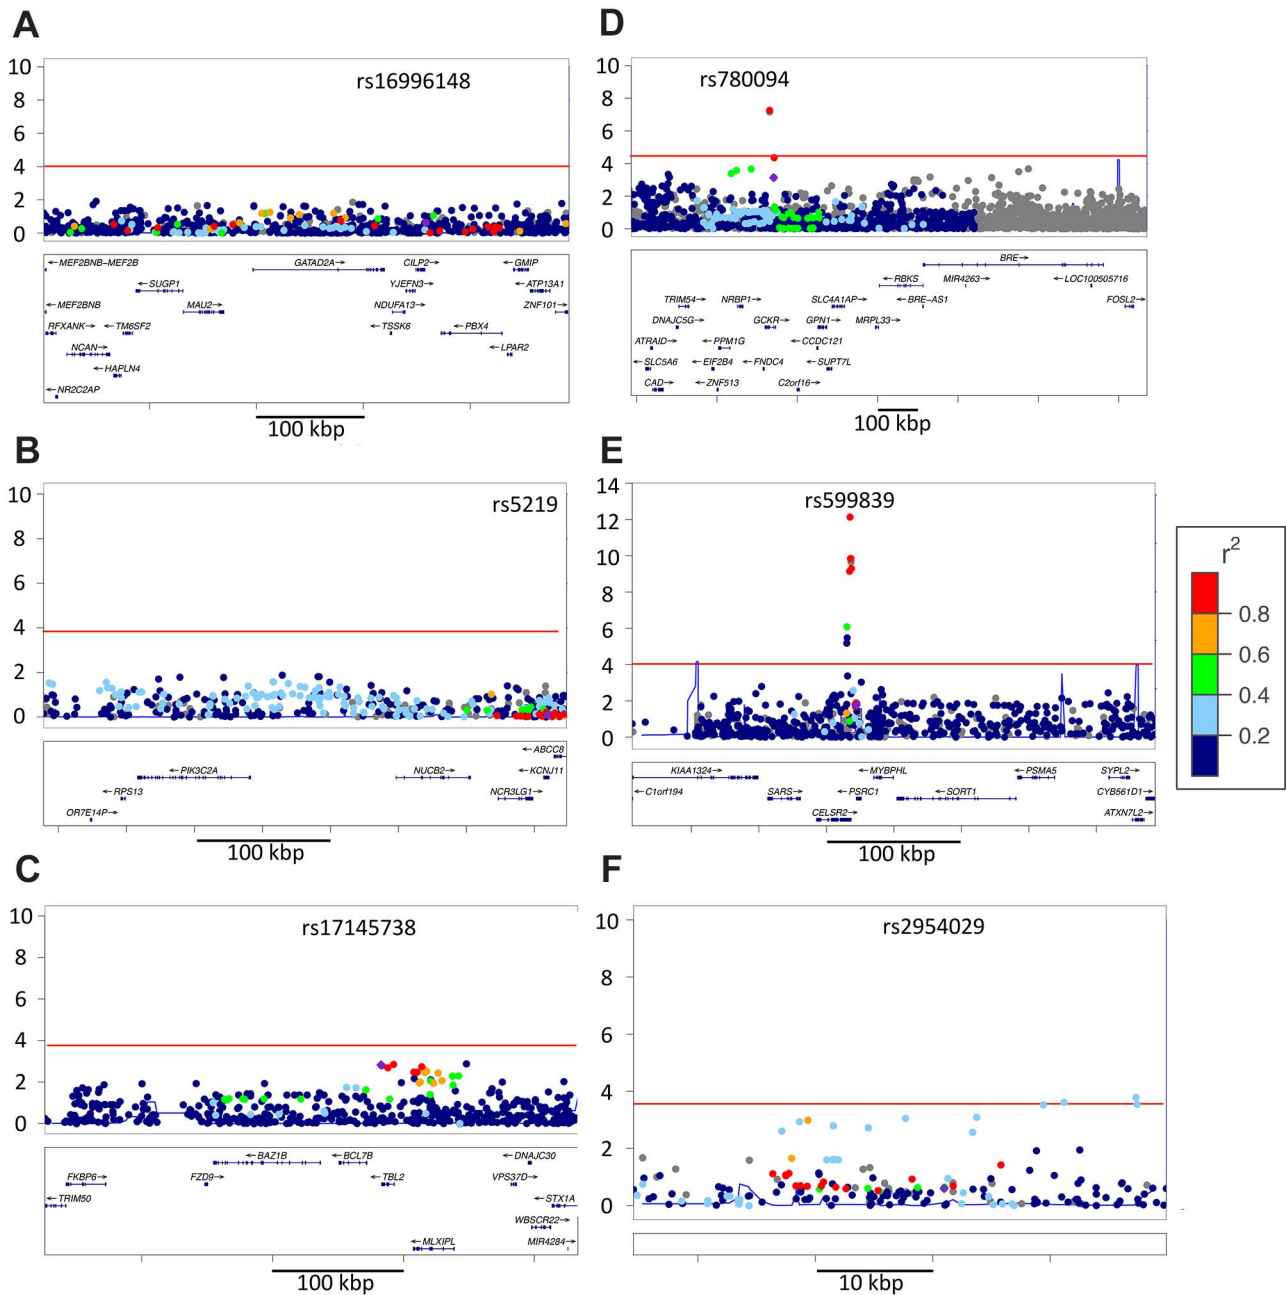 A
rs16996148
10
8
6
4
2
0
←MEF2BNB-MEF2B
GATAD2A→
CILP2→
←GMIP
←SUGP1
YJEFN3→
←ATP13A1
←MEF2BNB
MAU2→
NDUFA13→
ZNF101→
RFXANK→
←TM6SF2
←TSSK6
←PBX4
NCAN→
←LPAR2
←HAPLN4
←NR2C2AP
100 kbp
D
rs780094
10
8
6
4
2
0
BRE→
←RBKS
MIR4263→
←LOC100505716
TRIM54→
NRBP1→
SLC4A1AP→
←BRE-AS1
FOSL2→
DNAJC5G→
GCKR→
GPN1→
MRPL33→
ATRAID→
←PPM1G
←CCDC121
←SLC5A6
←EIF2B4
←FNDC4
←SUPT7L
CAD→
←ZNF513
C2orf16→
100 kbp
B
rs5219
10
8
6
4
2
0
ABCC8
←
←PIK3C2A
NUCB2→
←KCNJ11
←RPS13
NCR3LG1→
OR7E14P→
100 kbp
E
rs599839
14
12
10
8
6
4
2
0
KIAA1324→
←MYBPHL
←PSMA5
SYPL2→
←C1orf194
SARS→
←PSRC1
←SORT1
CYB561D1→
CELSR2→
ATXN7L2→
100 kbp
r2
0.8
0.6
0.4
0.2
C
rs17145738
10
8
6
4
2
0
←BAZ1B
←BCL7B
←DNAJC30
FKBP6→
FZD9→
←TBL2
VPS37D→
←TRIM50
←STX1A
WBSCR22→
←MLXIPL
MIR4284→
100 kbp
F
rs2954029
10
8
6
4
2
0
10 kbp